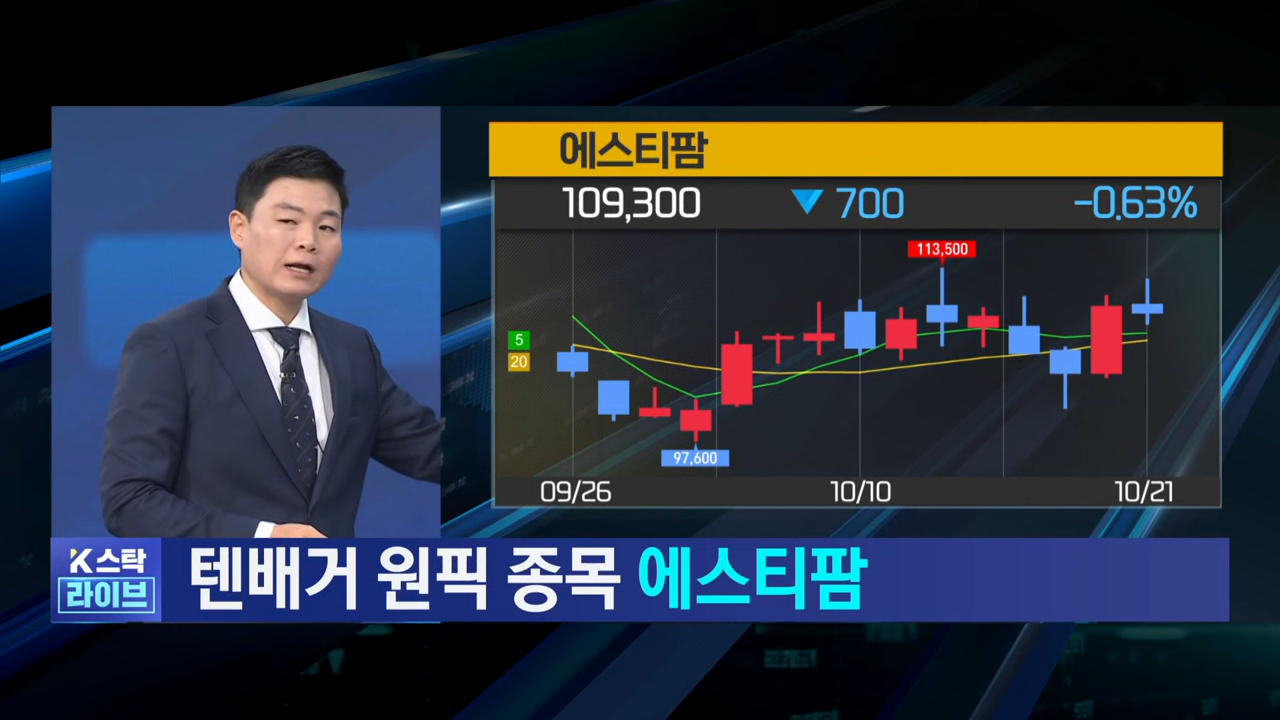 에스티팜
109,300 ▼ 700 -0.63%
113,500
5
20
97,600
09/26 10/10 10/21
K스탁
라이브
텐배거 원픽 종목 에스티팜